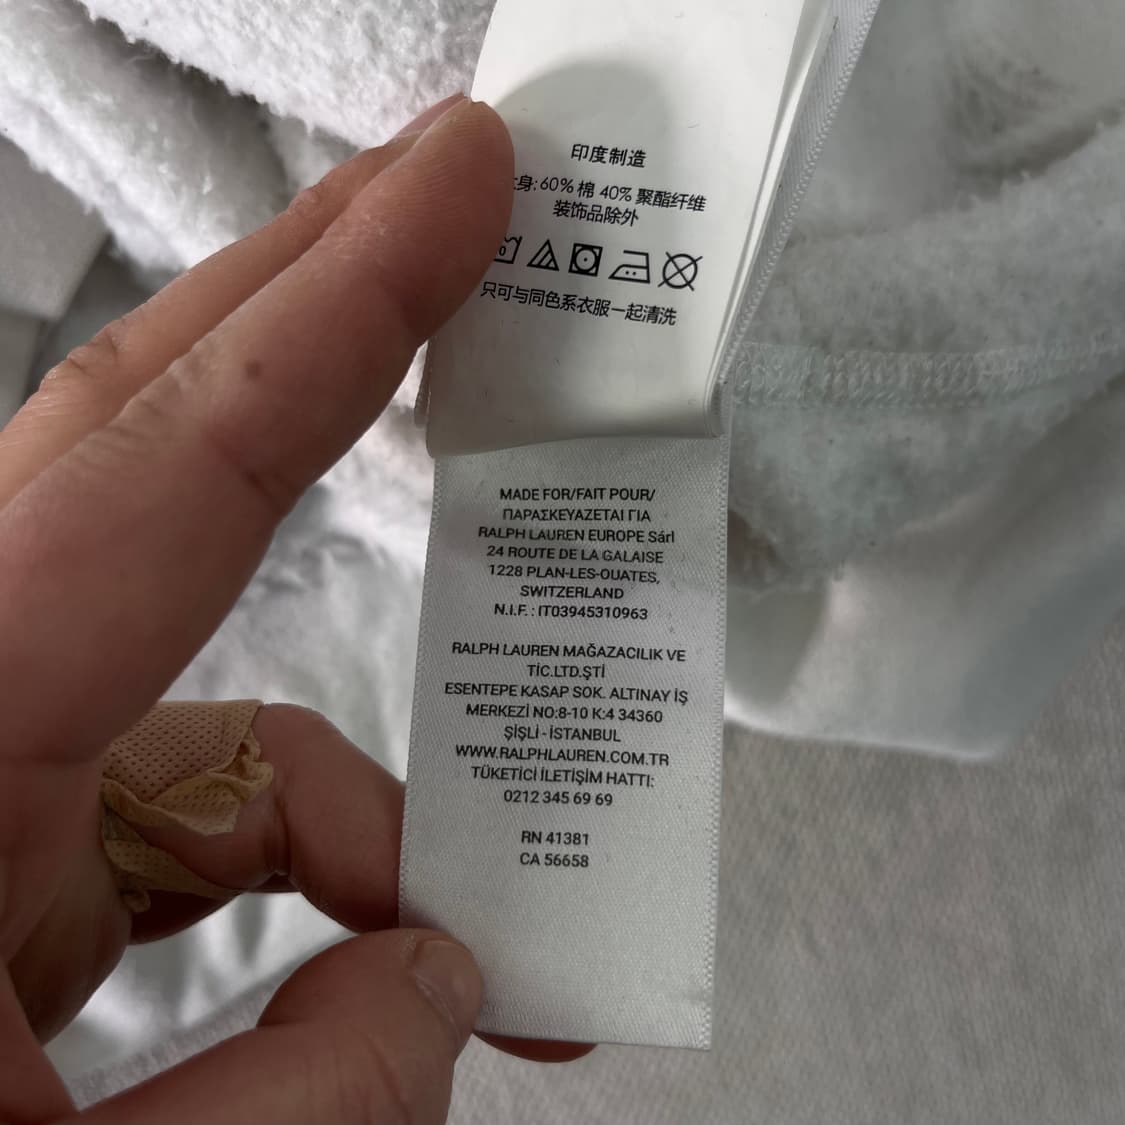 印度制造
身: 60% 棉 40% 聚酯纤维
装饰品除外
只可与同色系衣服一起清洗
MADE FOR/FAIT POUR/
ΠΑΡΑΣΚΕΥΑΖΕΤΑΙ ΓΙΑ
RALPH LAUREN EUROPE Sárl
24 ROUTE DE LA GALAISE
1228 PLAN-LES-OUATES,
SWITZERLAND
N.I.F. : IT03945310963
RALPH LAUREN MAĞAZACILIK VE
TİC.LTD.ŞTİ
ESENTEPE KASAP SOK. ALTINAY İŞ
MERKEZİ NO:8-10 K:4 34360
ŞİŞLİ - İSTANBUL
WWW.RALPHLAUREN.COM.TR
TÜKETİCİ İLETİŞİM HATTI:
0212 345 69 69
RN 41381
CA 56658